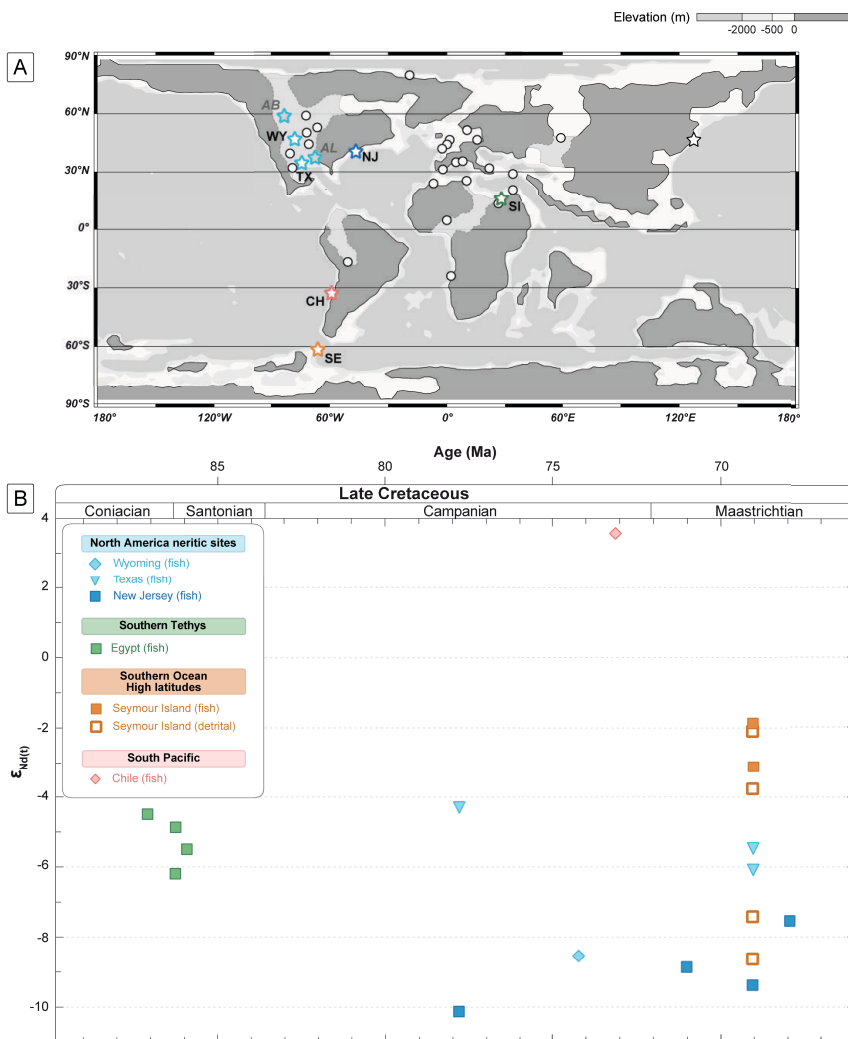 Elevation (m)
-2000 -500 0
A
90°N
60°N
30°N
0°
30°S
60°S
90°S
AB
WY
AL
NJ
TX
SI
CH
SE
180° 120°W 60°W 0° 60°E 120°E 180°
Age (Ma)
85 80 75 70
B
Late Cretaceous
Coniacian Santonian Campanian Maastrichtian
4
2
0
-2
-4
-6
-8
-10
εNd(t)
North America neritic sites
Wyoming (fish)
Texas (fish)
New Jersey (fish)
Southern Tethys
Egypt (fish)
Southern Ocean
High latitudes
Seymour Island (fish)
Seymour Island (detrital)
South Pacific
Chile (fish)